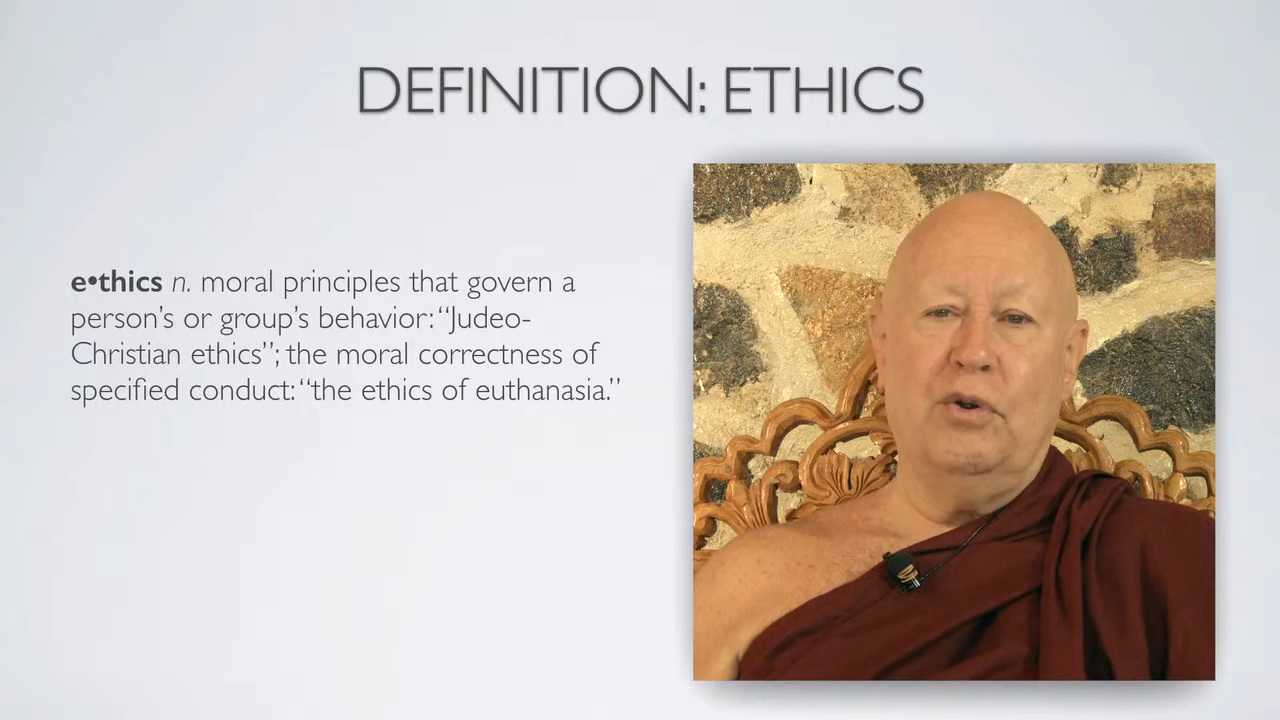 DEFINITION: ETHICS
e•thics n. moral principles that govern a
person’s or group’s behavior: “Judeo-
Christian ethics”; the moral correctness of
specified conduct: “the ethics of euthanasia.”